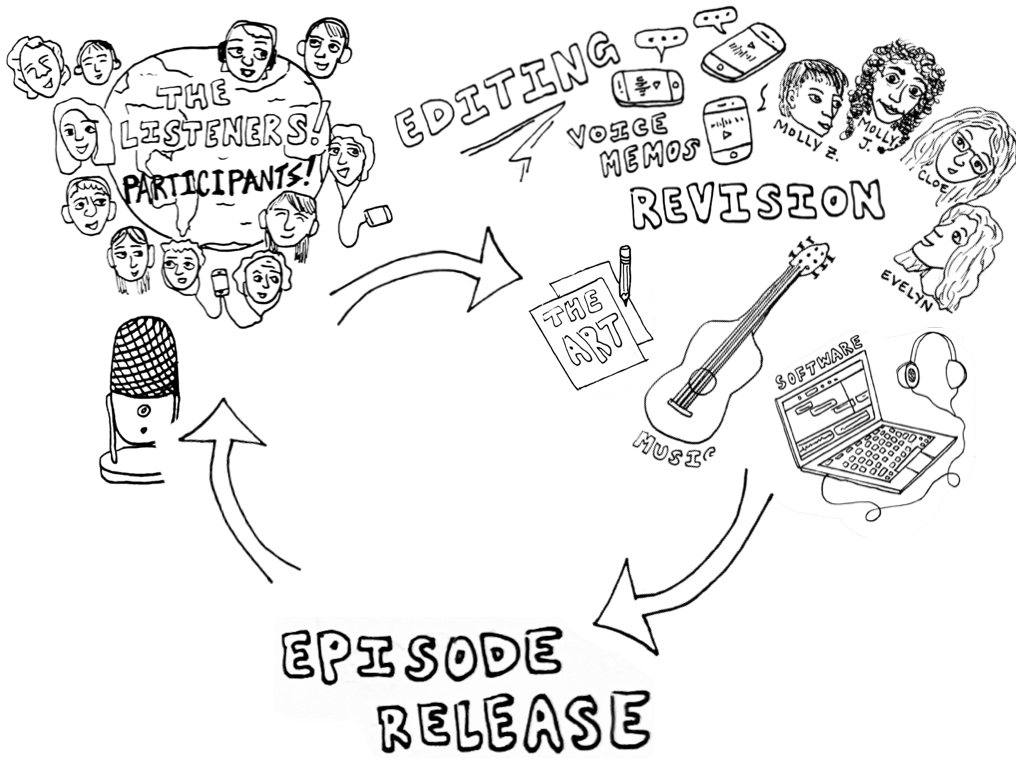 THE
LISTENERS!
PARTICIPANTS!
EDITING
VOICE
MEMOS
MOLLY Z.
MOLLY
J.
CLOE
EVELYN
REVISION
THE
ART
MUSIC
SOFTWARE
EPISODE
RELEASE